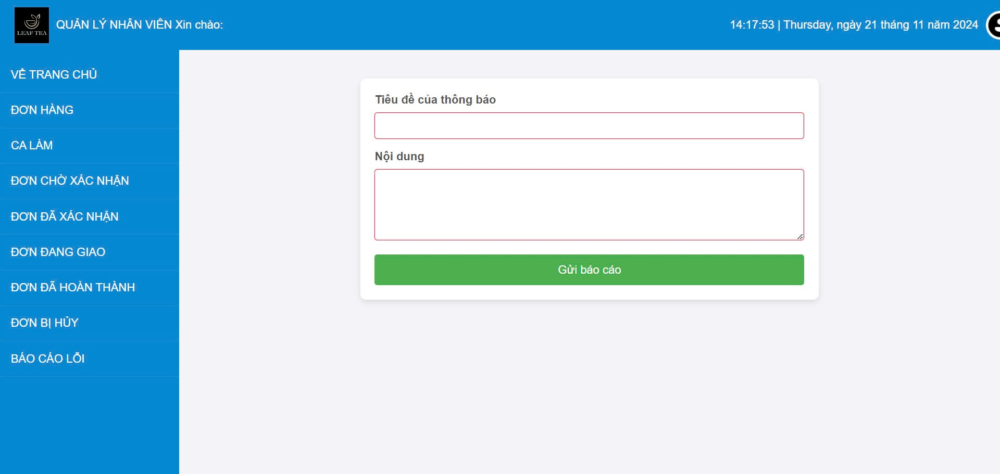 LEAF TEA
QUẢN LÝ NHÂN VIÊN Xin chào:
14:17:53 | Thursday, ngày 21 tháng 11 năm 2024
VỀ TRANG CHỦ
ĐƠN HÀNG
CA LÀM
ĐƠN CHỜ XÁC NHẬN
ĐƠN ĐÃ XÁC NHẬN
ĐƠN ĐANG GIAO
ĐƠN ĐÃ HOÀN THÀNH
ĐƠN BỊ HỦY
BÁO CÁO LỖI
Tiêu đề của thông báo
Nội dung
Gửi báo cáo